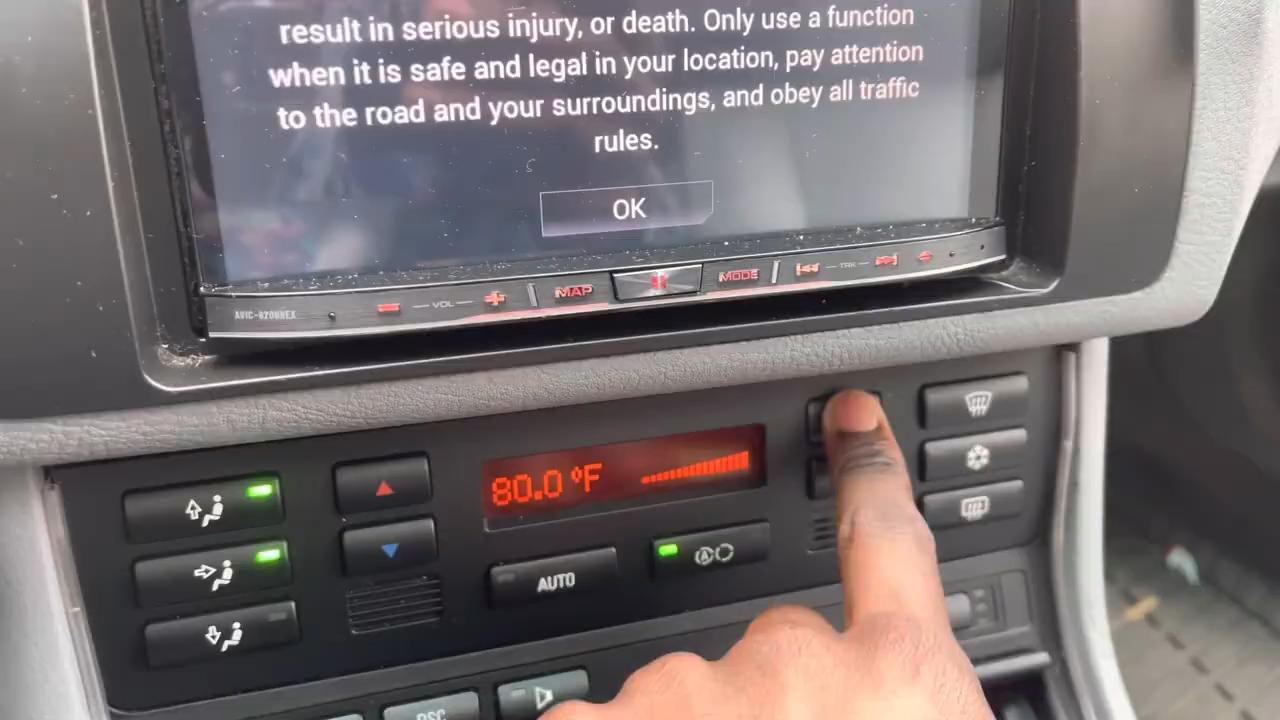 result in serious injury, or death. Only use a function
when it is safe and legal in your location, pay attention
to the road and your surroundings, and obey all traffic
rules.
OK
VOL
MAP
MODE
TRK
80.0 °F
A
AUTO
DSC